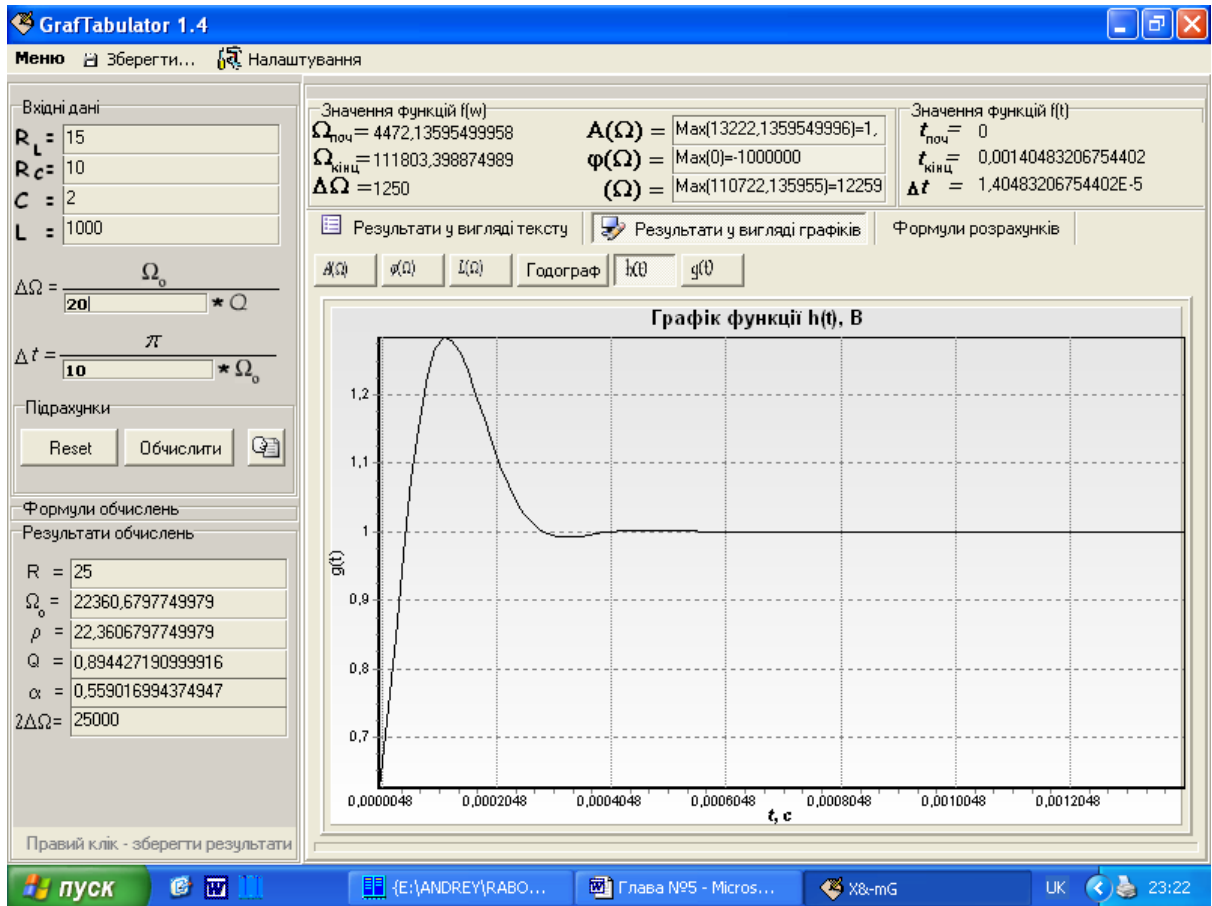 GrafTabulator 1.4
Меню Зберегти... Налаштування
Вхідні дані
R L = 15
R C = 10
C = 2
L = 1000
ΔΩ = Ωo
20 * Q
Δt = π
10 * Ωo
Підрахунки
Reset Обчислити
Формули обчислень
Результати обчислень
R = 25
Ωo = 22360,6797749979
ρ = 22,3606797749979
Q = 0,894427190999916
α = 0,559016994374947
2ΔΩ= 25000
Правий клік - зберегти результати
Значення функцій f(w)
Ωпоч= 4472,13595499958
Ωкінц=111803,398874989
ΔΩ =1250
A(Ω) = Max(13222,1359549996)=1,
φ(Ω) = Max(0)=-1000000
(Ω) = Max(110722,135955)=12259
Значення функцій f(t)
tпоч= 0
tкінц= 0,00140483206754402
Δt = 1,40483206754402E-5
Результати у вигляді тексту Результати у вигляді графіків Формули розрахунків
A(Ω) φ(Ω) L(Ω) Годограф h(t) g(t)
Графік функції h(t), В
1,2
1,1
1
0,9
0,8
0,7
g(t)
0,0000048 0,0002048 0,0004048 0,0006048 0,0008048 0,0010048 0,0012048
t, c
пуск {E:\ANDREY\RABO... Глава №5 - Micros... X&-mG UK 23:22